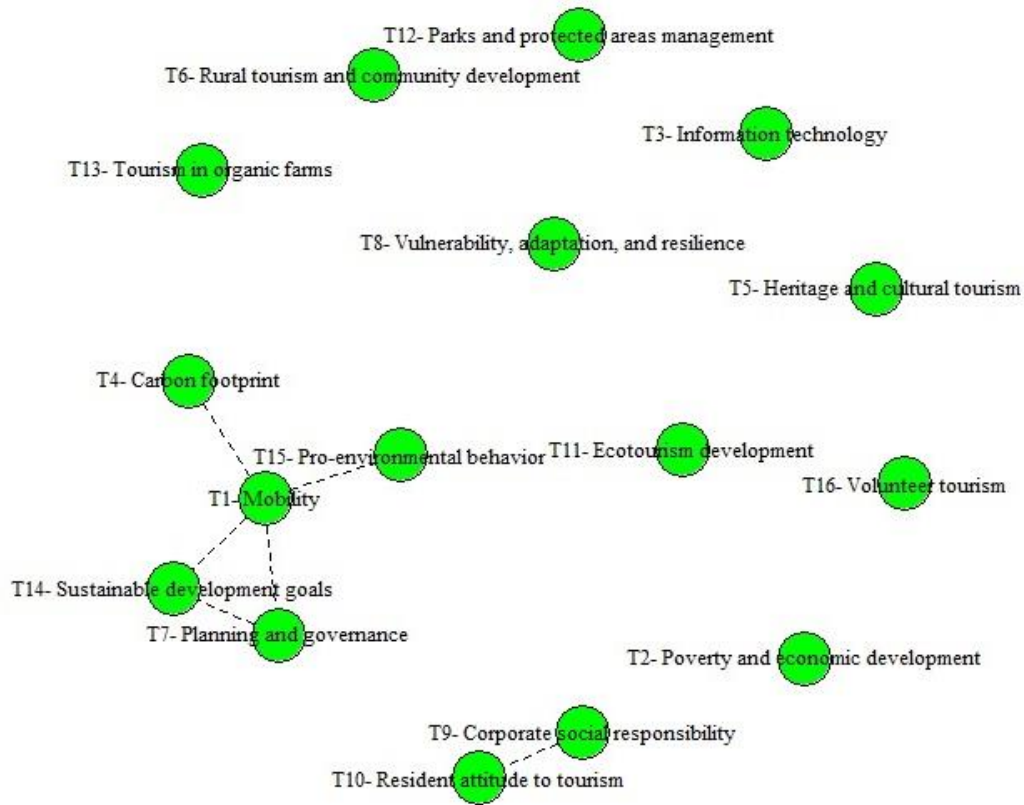 T12- Parks and protected areas management
T6- Rural tourism and community development
T3- Information technology
T13- Tourism in organic farms
T8- Vulnerability, adaptation, and resilience
T5- Heritage and cultural tourism
T4- Carbon footprint
T15- Pro-environmental behavior
T11- Ecotourism development
T16- Volunteer tourism
T1- Mobility
T14- Sustainable development goals
T7- Planning and governance
T2- Poverty and economic development
T9- Corporate social responsibility
T10- Resident attitude to tourism